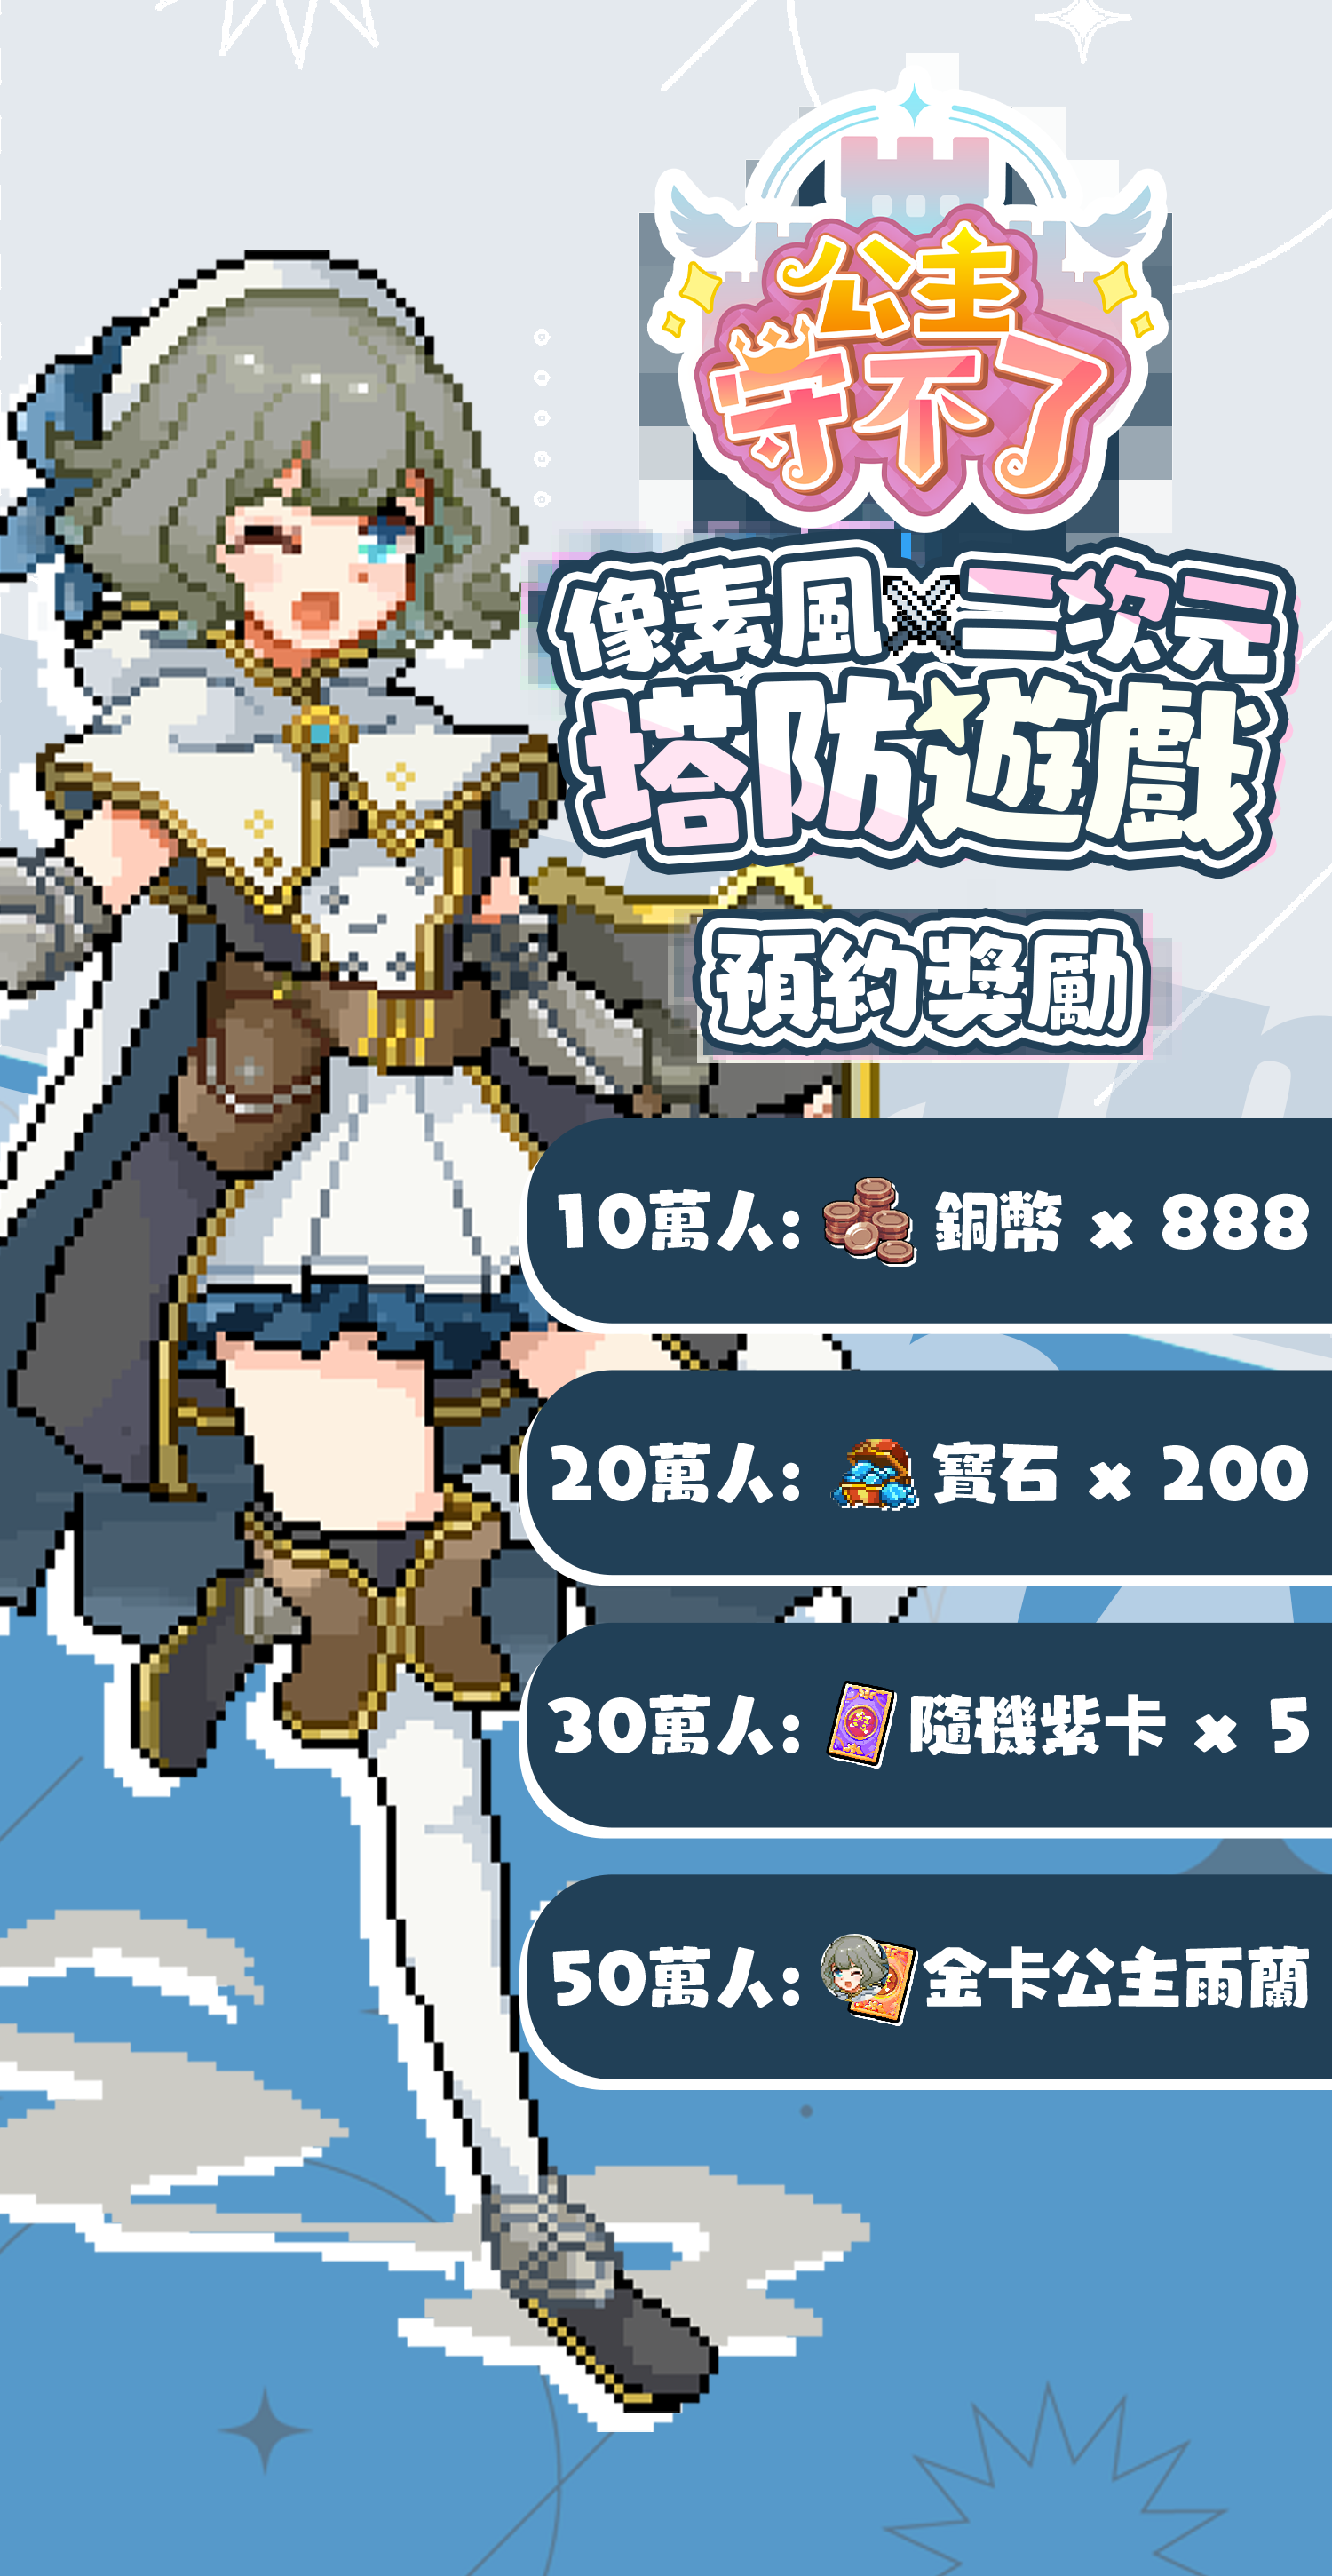 公主
守不了
像素風 二次元
塔防遊戲
預約獎勵
10萬人: 銅幣 x 888
20萬人: 寶石 x 200
30萬人: 隨機紫卡 x 5
50萬人: 金卡公主雨蘭